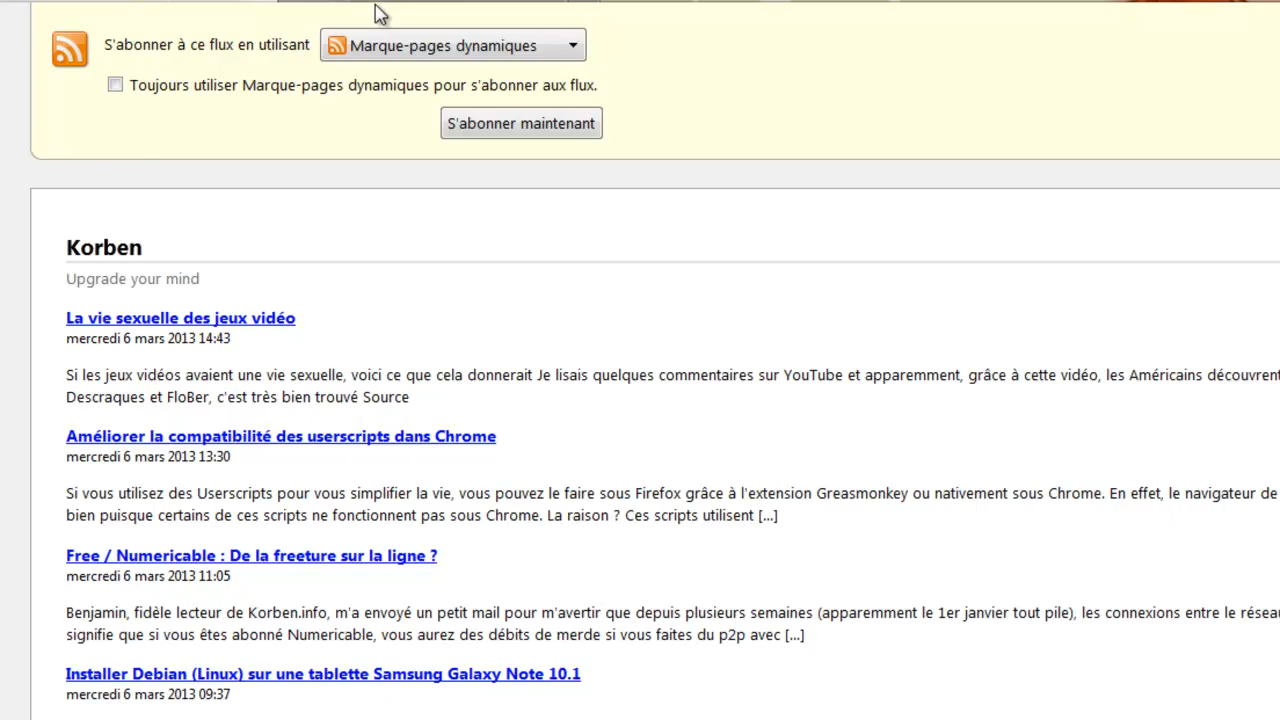 S'abonner à ce flux en utilisant Marque-pages dynamiques
Toujours utiliser Marque-pages dynamiques pour s'abonner aux flux.
S'abonner maintenant
Korben
Upgrade your mind
La vie sexuelle des jeux vidéo
mercredi 6 mars 2013 14:43
Si les jeux vidéos avaient une vie sexuelle, voici ce que cela donnerait Je lisais quelques commentaires sur YouTube et apparemment, grâce à cette vidéo, les Américains découvrent
Descraques et FloBer, c'est très bien trouvé Source
Améliorer la compatibilité des userscripts dans Chrome
mercredi 6 mars 2013 13:30
Si vous utilisez des Userscripts pour vous simplifier la vie, vous pouvez le faire sous Firefox grâce à l'extension Greasmonkey ou nativement sous Chrome. En effet, le navigateur de
bien puisque certains de ces scripts ne fonctionnent pas sous Chrome. La raison ? Ces scripts utilisent [...]
Free / Numericable : De la freeture sur la ligne ?
mercredi 6 mars 2013 11:05
Benjamin, fidèle lecteur de Korben.info, m'a envoyé un petit mail pour m'avertir que depuis plusieurs semaines (apparemment le 1er janvier tout pile), les connexions entre le résea
signifie que si vous êtes abonné Numericable, vous aurez des débits de merde si vous faites du p2p avec [...]
Installer Debian (Linux) sur une tablette Samsung Galaxy Note 10.1
mercredi 6 mars 2013 09:37